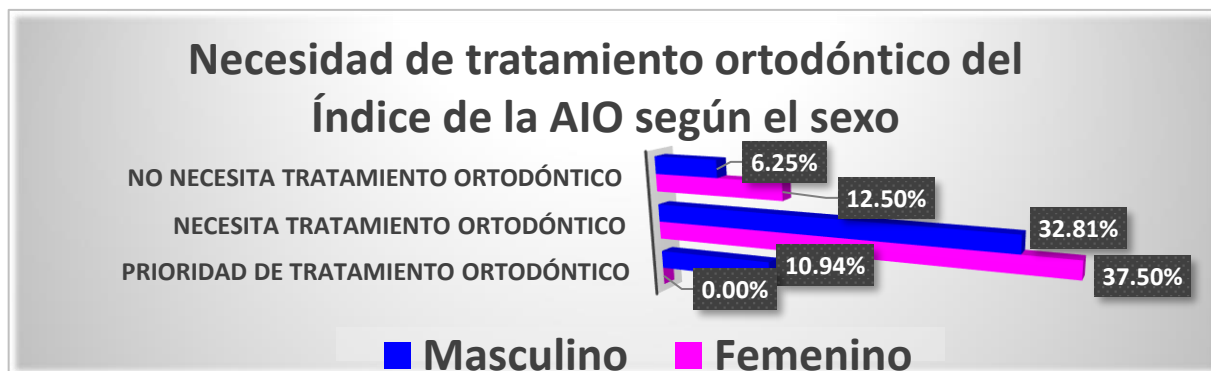 Necesidad de tratamiento ortodóntico del
Índice de la AIO según el sexo
NO NECESITA TRATAMIENTO ORTODÓNTICO
6.25%
12.50%
NECESITA TRATAMIENTO ORTODÓNTICO
32.81%
37.50%
PRIORIDAD DE TRATAMIENTO ORTODÓNTICO
10.94%
0.00%
Masculino Femenino